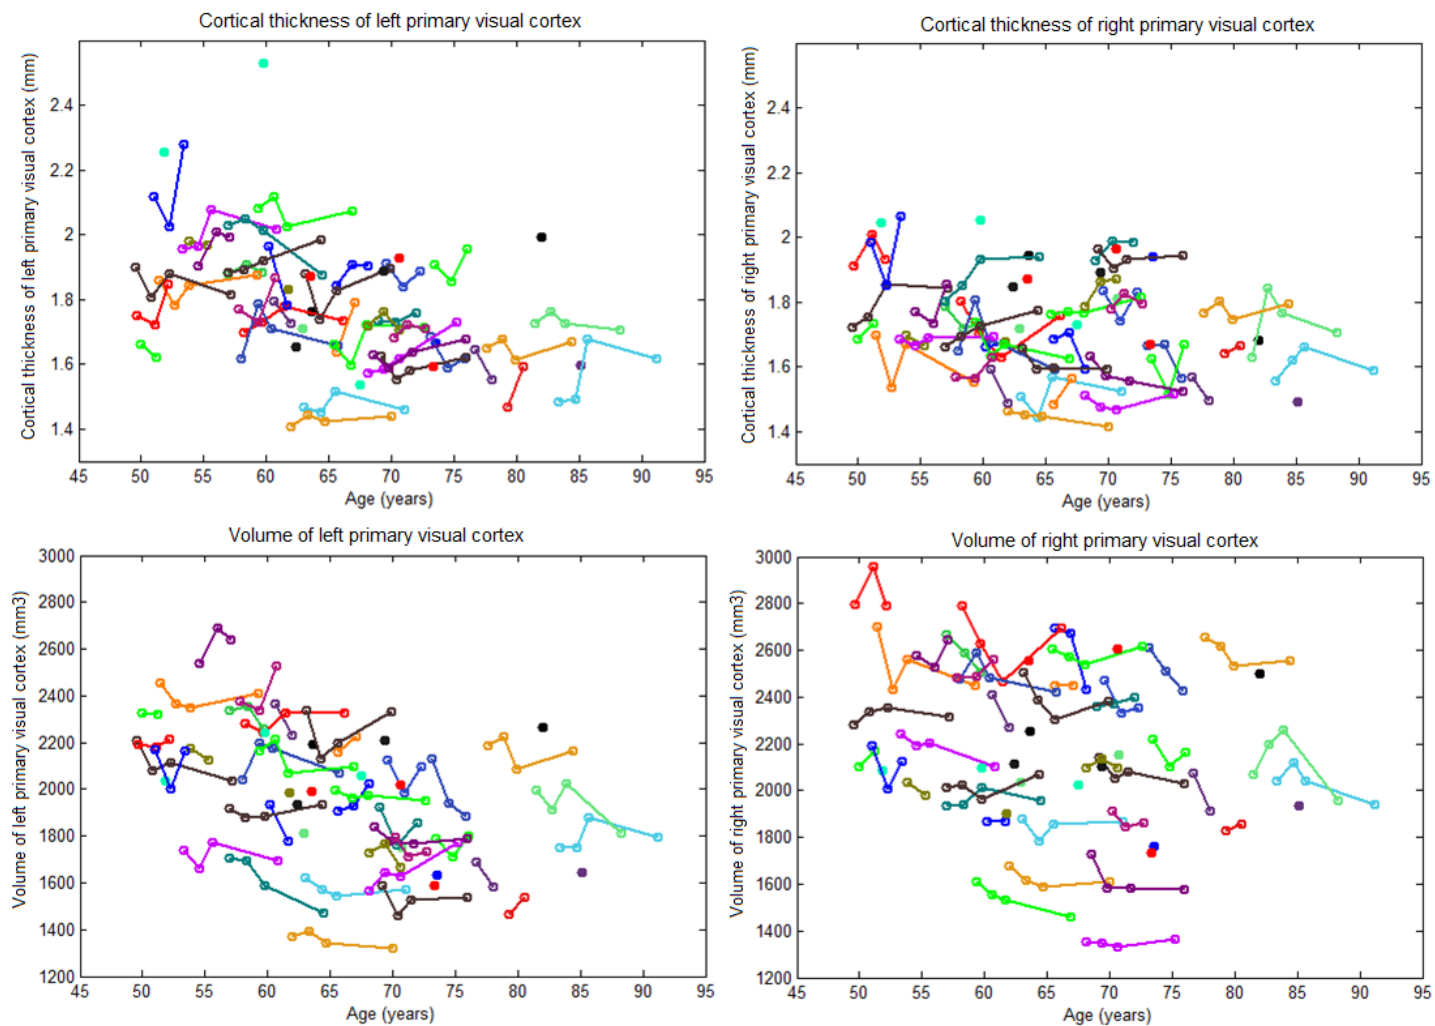 Cortical thickness of left primary visual cortex
Cortical thickness of left primary visual cortex (mm)
2.4
2.2
2
1.8
1.6
1.4
45 50 55 60 65 70 75 80 85 90 95
Age (years)
Cortical thickness of right primary visual cortex
Cortical thickness of right primary visual cortex (mm)
2.4
2.2
2
1.8
1.6
1.4
45 50 55 60 65 70 75 80 85 90 95
Age (years)
Volume of left primary visual cortex
Volume of left primary visual cortex (mm3)
3000
2800
2600
2400
2200
2000
1800
1600
1400
1200
45 50 55 60 65 70 75 80 85 90 95
Age (years)
Volume of right primary visual cortex
Volume of right primary visual cortex (mm3)
3000
2800
2600
2400
2200
2000
1800
1600
1400
1200
45 50 55 60 65 70 75 80 85 90 95
Age (years)